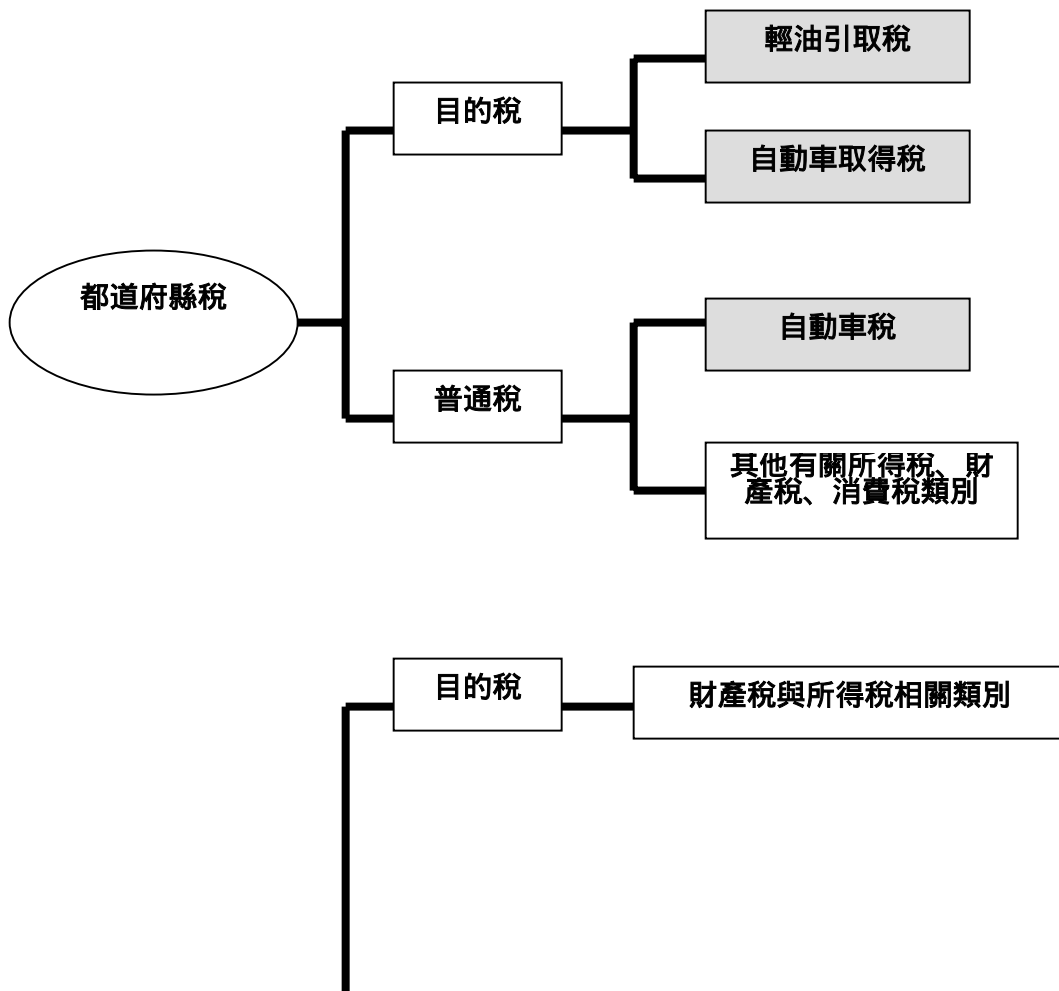 輕油引取稅
目的稅
自動車取得稅
都道府縣稅
自動車稅
普通稅
其他有關所得稅、財
產稅、消費稅類別
目的稅
財產稅與所得稅相關類別